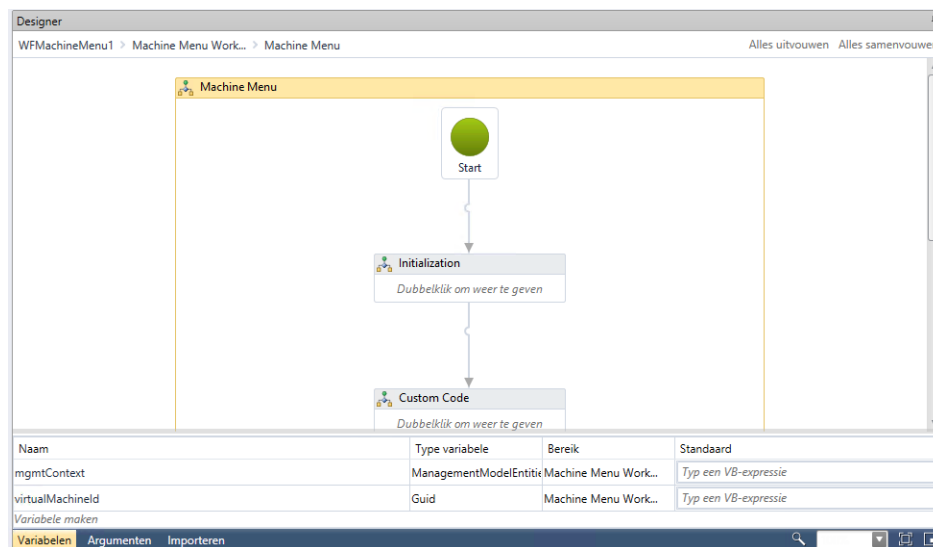 Designer
WFMachineMenu1 > Machine Menu Work... > Machine Menu Alles uitvouwen Alles samenvouwen
Machine Menu
Start
Initialization
Dubbelklik om weer te geven
Custom Code
Dubbelklik om weer te geven
Naam Type variabele Bereik Standaard
mgmtContext ManagementModelEntitie Machine Menu Work... Typ een VB-expressie
virtualMachineId Guid Machine Menu Work... Typ een VB-expressie
Variabele maken
Variabelen Argumenten Importeren